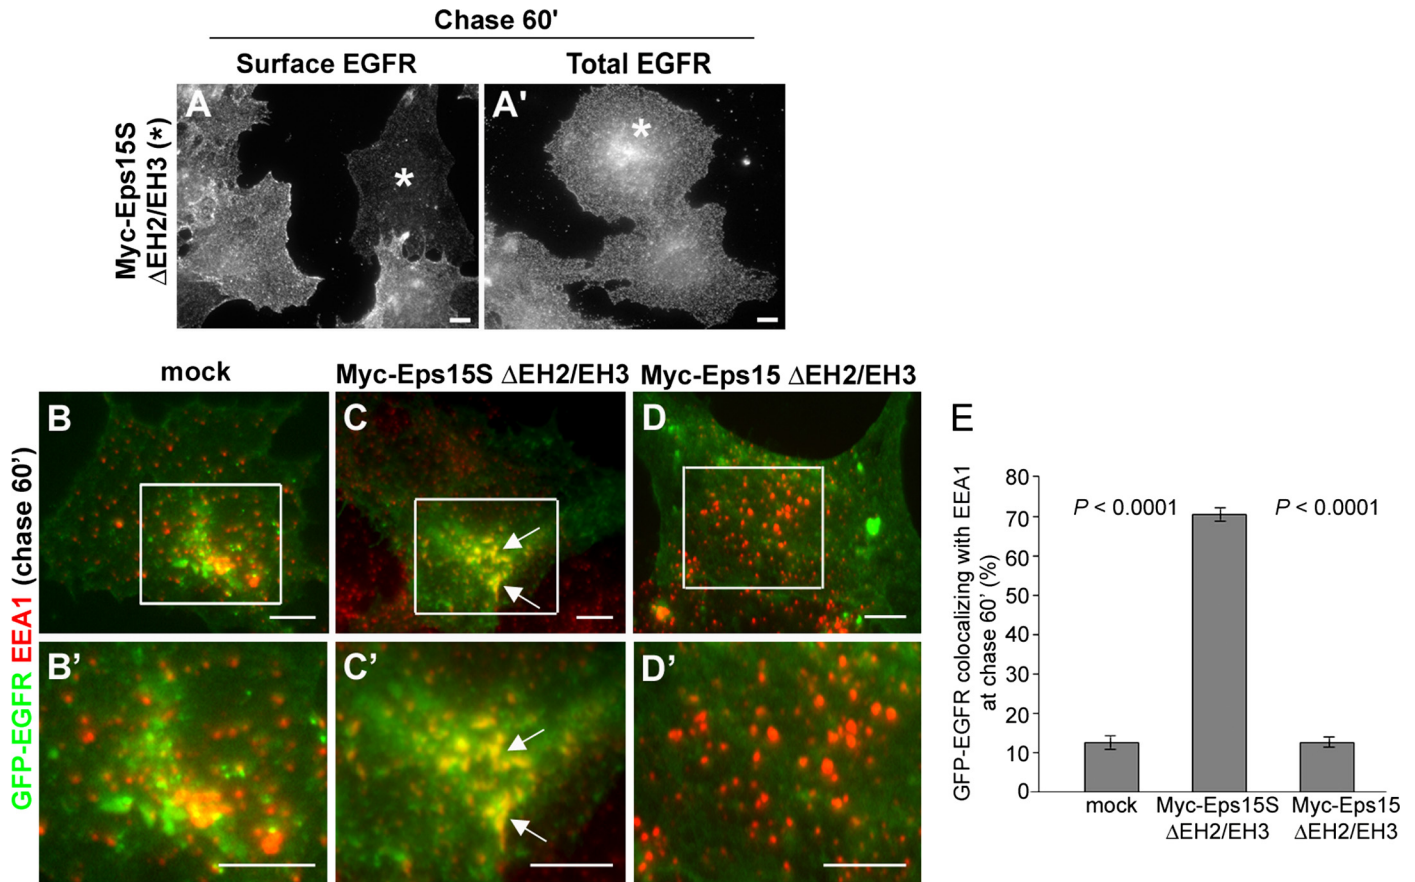 Chase 60'
Surface EGFR
Total EGFR
Myc-Eps15S
ΔEH2/EH3 (*)
A
*
A'
*
mock
Myc-Eps15S ΔEH2/EH3
Myc-Eps15 ΔEH2/EH3
GFP-EGFR EEA1 (chase 60’)
B
C
D
B’
C’
D’
E
GFP-EGFR colocalizing with EEA1
at chase 60’ (%)
80
70
60
50
40
30
20
10
0
P < 0.0001
P < 0.0001
mock
Myc-Eps15S
ΔEH2/EH3
Myc-Eps15
ΔEH2/EH3